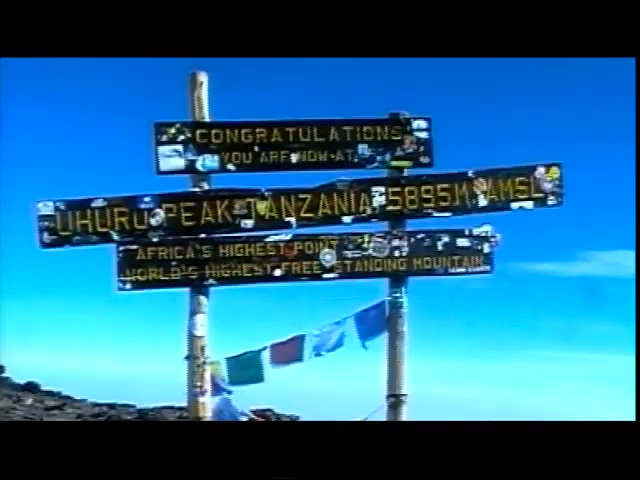 CONGRATULATIONS
YOU ARE NOW AT
UHURU PEAK TANZANIA 5895M AMSL
AFRICA'S HIGHEST POINT
WORLD'S HIGHEST FREE STANDING MOUNTAIN